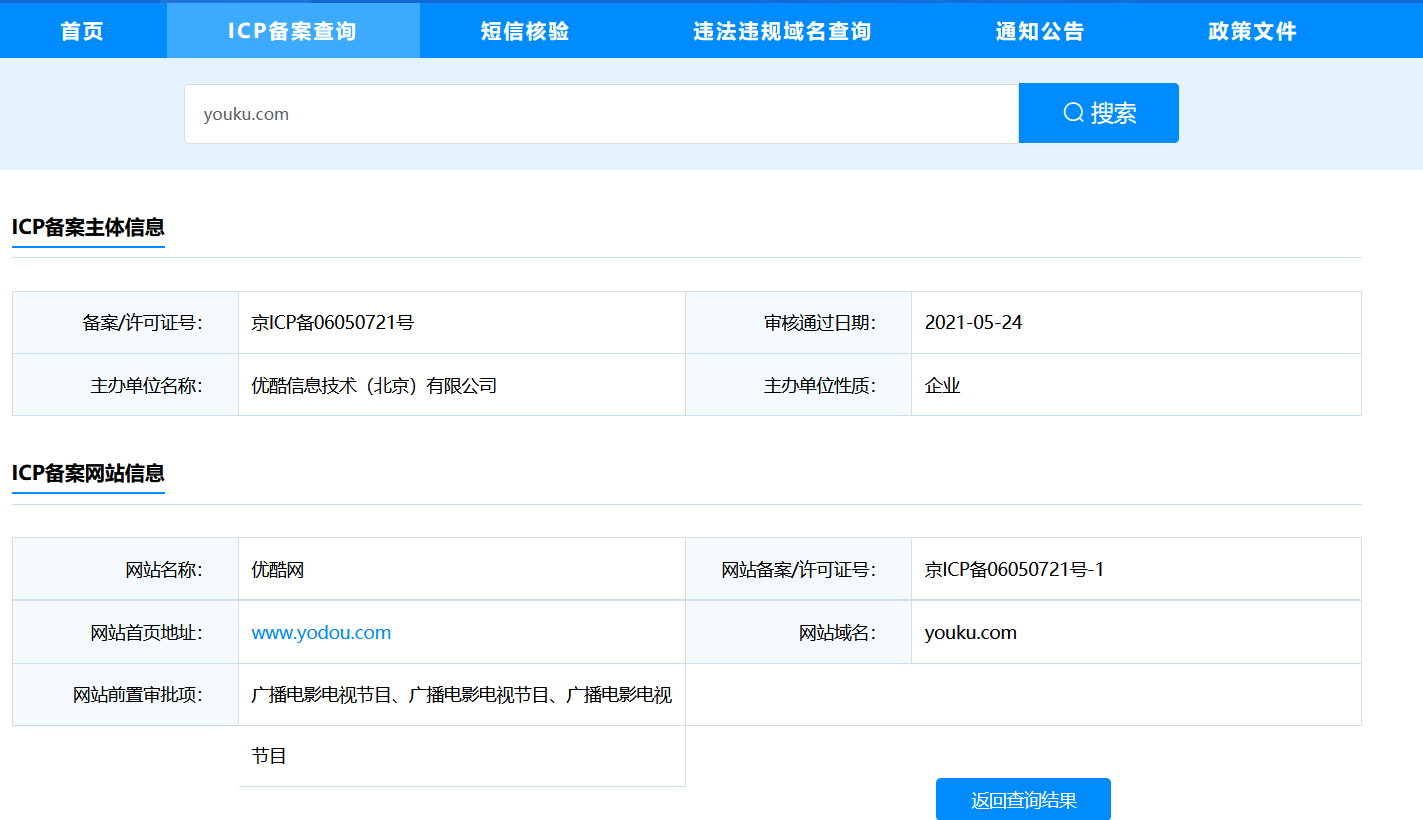 首页 ICP备案查询 短信核验 违法违规域名查询 通知公告 政策文件
youku.com 搜索
ICP备案主体信息
备案/许可证号： 京ICP备06050721号 审核通过日期： 2021-05-24
主办单位名称： 优酷信息技术（北京）有限公司 主办单位性质： 企业
ICP备案网站信息
网站名称： 优酷网 网站备案/许可证号： 京ICP备06050721号-1
网站首页地址： www.yodou.com 网站域名： youku.com
网站前置审批项： 广播电影电视节目、广播电影电视节目、广播电影电视
节目
返回查询结果